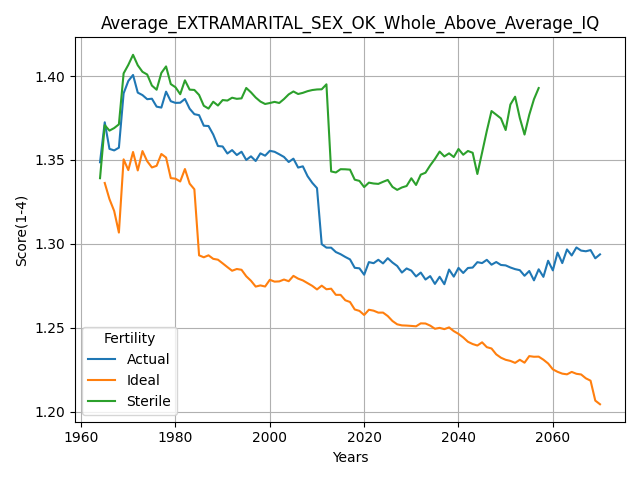 Average_EXTRAMARITAL_SEX_OK_Whole_Above_Average_IQ
Score(1-4)
1.40
1.35
1.30
1.25
1.20
Fertility
Actual
Ideal
Sterile
1960
1980
2000
2020
2040
2060
Years